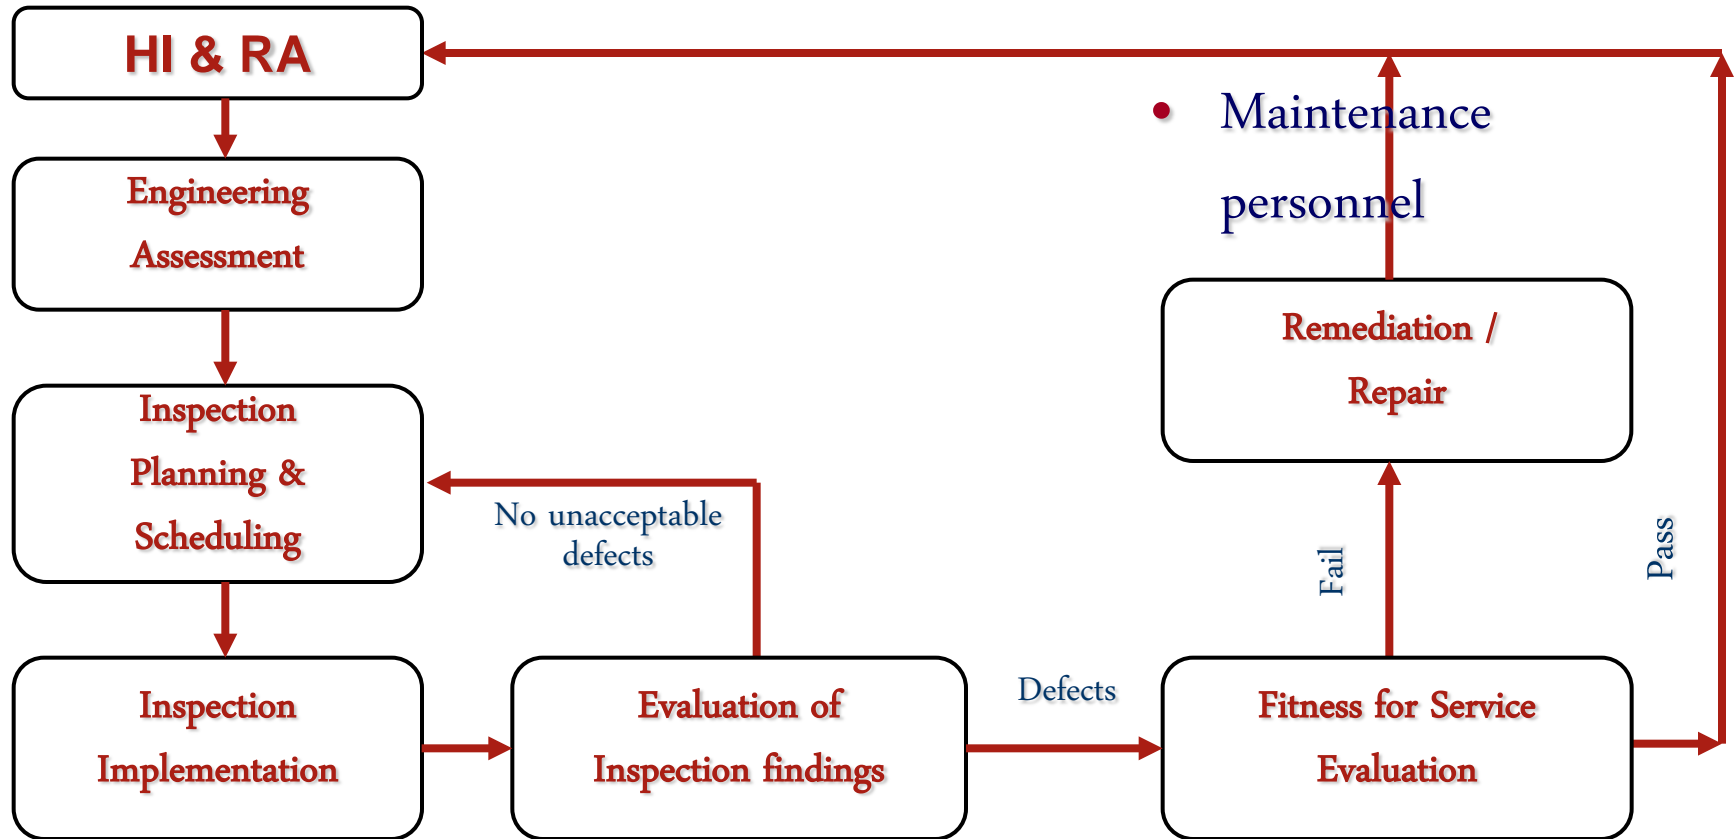 HI & RA
• Maintenance
personnel
Engineering
Assessment
Remediation /
Repair
Inspection
Planning &
Scheduling
No unacceptable
defects
Fail
Pass
Inspection
Implementation
Evaluation of
Inspection findings
Defects
Fitness for Service
Evaluation